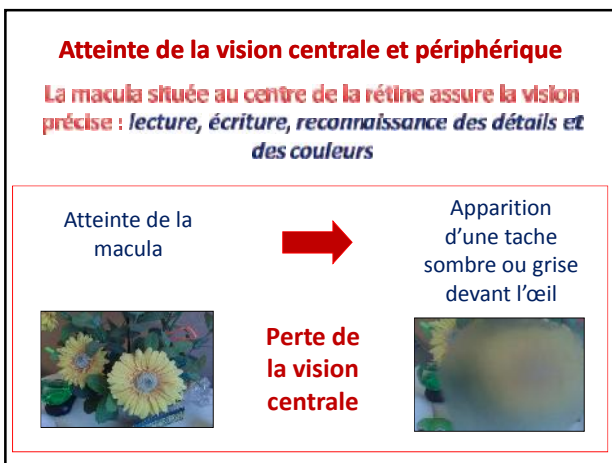 Atteinte de la vision centrale et périphérique
La macula située au centre de la rétine assure la vision
précise : lecture, écriture, reconnaissance des détails et
des couleurs
Atteinte de la
macula
Apparition
d'une tache
sombre ou grise
devant l'œil
Perte de
la vision
centrale